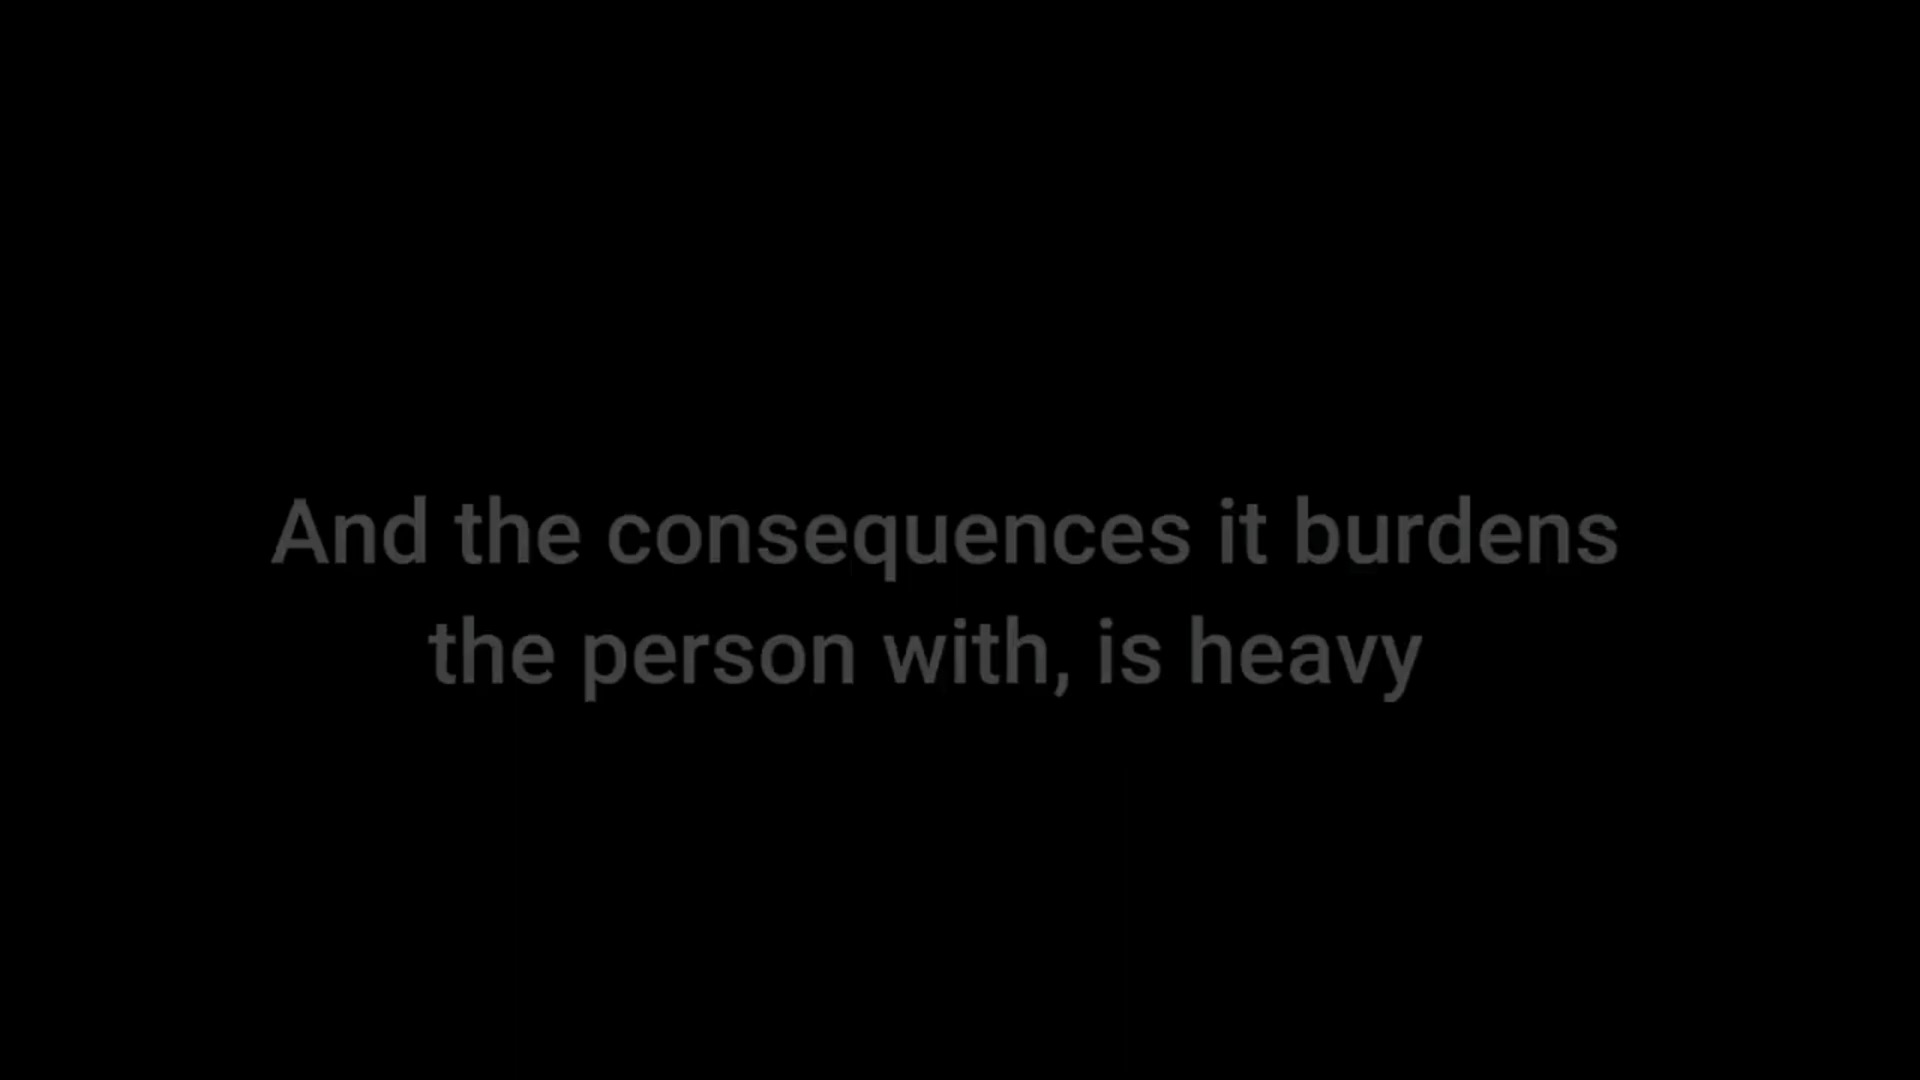 And the consequences it burdens
the person with, is heavy